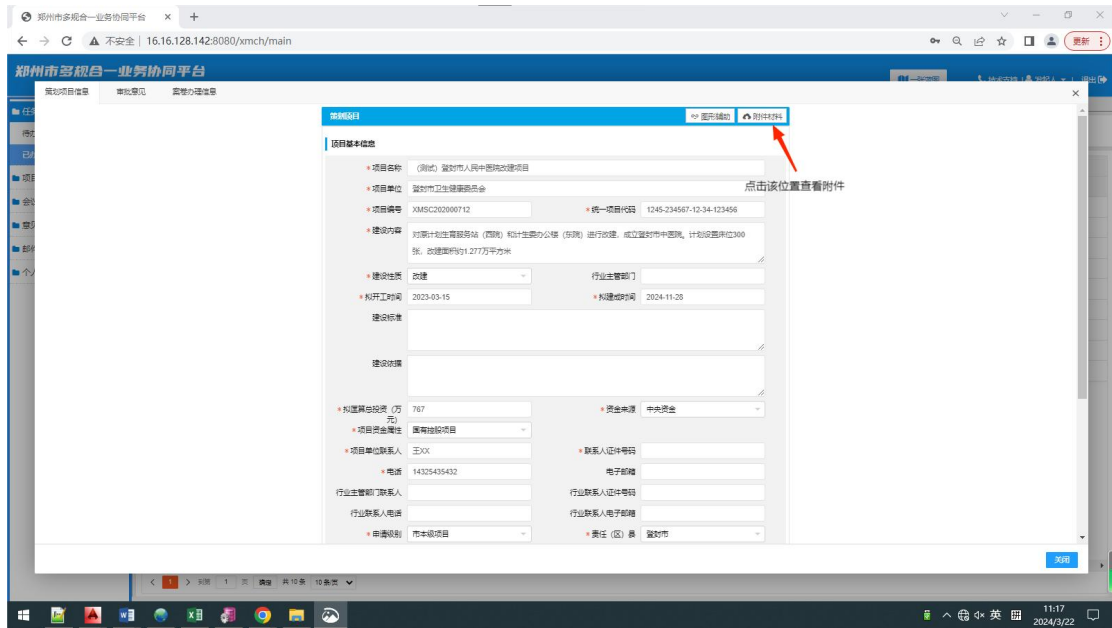 郑州市多规合一业务协同平台
不安全 | 16.16.128.142:8080/xmch/main
更新
郑州市多规合一业务协同平台
策划项目信息 审批意见 案卷办理信息
策划项目 图形辅助 附件材料
项目基本信息
点击该位置查看附件
*项目名称 (测试) 登封市人民中医院改建项目
*项目单位 登封市卫生健康委员会
*项目编号 XMSC202000712 *统一项目代码 1245-234567-12-34-123456
*建设内容 对原计划生育服务站(西院)和计生委办公楼(东院)进行改建,成立登封市中医院。计划设置床位300
张,改建面积约1.277万平方米
*建设性质 改建 行业主管部门
*拟开工时间 2023-03-15 *拟建成时间 2024-11-28
建设标准
建设依据
*拟匡算总投资(万 767 *资金来源 中央资金
元)
*项目资金属性 国有控股项目
*项目单位联系人 王XX *联系人证件号码
*电话 14325435432 电子邮箱
行业主管部门联系人 行业联系人证件号码
行业联系人电话 行业联系人电子邮箱
*申请级别 市本级项目 *责任(区)县 登封市
关闭
1 到第 1 页 确定 共10条 10条/页
英
11:17
2024/3/22